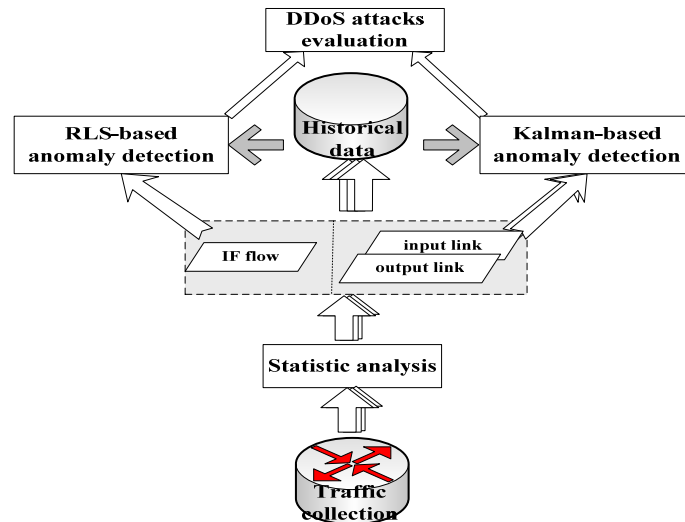 DDoS attacks
evaluation
RLS-based
anomaly detection
Historical
data
Kalman-based
anomaly detection
IF flow
input link
output link
Statistic analysis
Traffic
collection